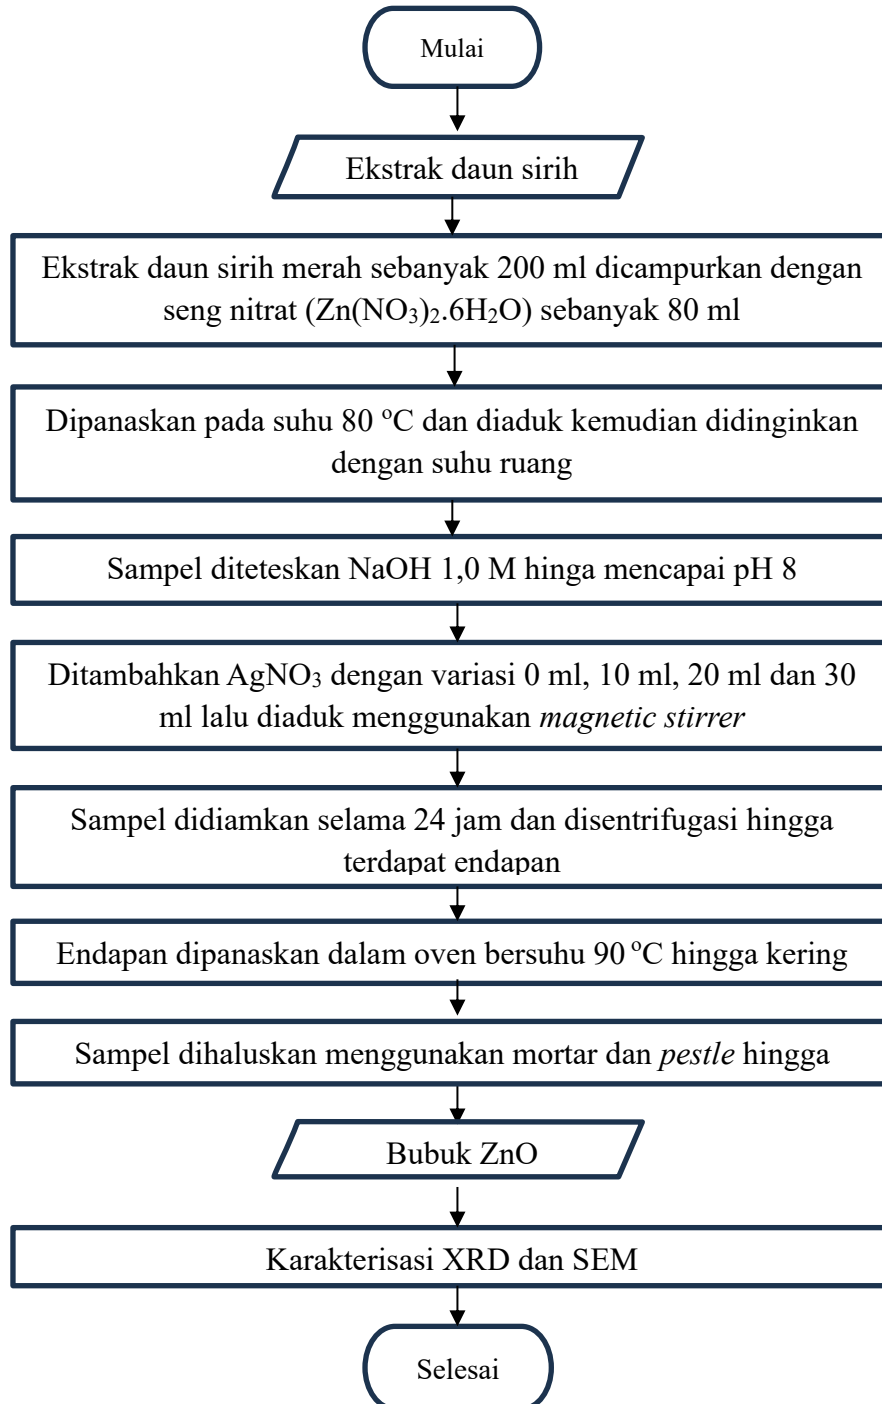 Mulai
Ekstrak daun sirih
Ekstrak daun sirih merah sebanyak 200 ml dicampurkan dengan
seng nitrat (Zn(NO₃)₂.6H₂O) sebanyak 80 ml
Dipanaskan pada suhu 80 ºC dan diaduk kemudian didinginkan
dengan suhu ruang
Sampel diteteskan NaOH 1,0 M hingga mencapai pH 8
Ditambahkan AgNO₃ dengan variasi 0 ml, 10 ml, 20 ml dan 30
ml lalu diaduk menggunakan magnetic stirrer
Sampel didiamkan selama 24 jam dan disentrifugasi hingga
terdapat endapan
Endapan dipanaskan dalam oven bersuhu 90 ºC hingga kering
Sampel dihaluskan menggunakan mortar dan pestle hingga
Bubuk ZnO
Karakterisasi XRD dan SEM
Selesai